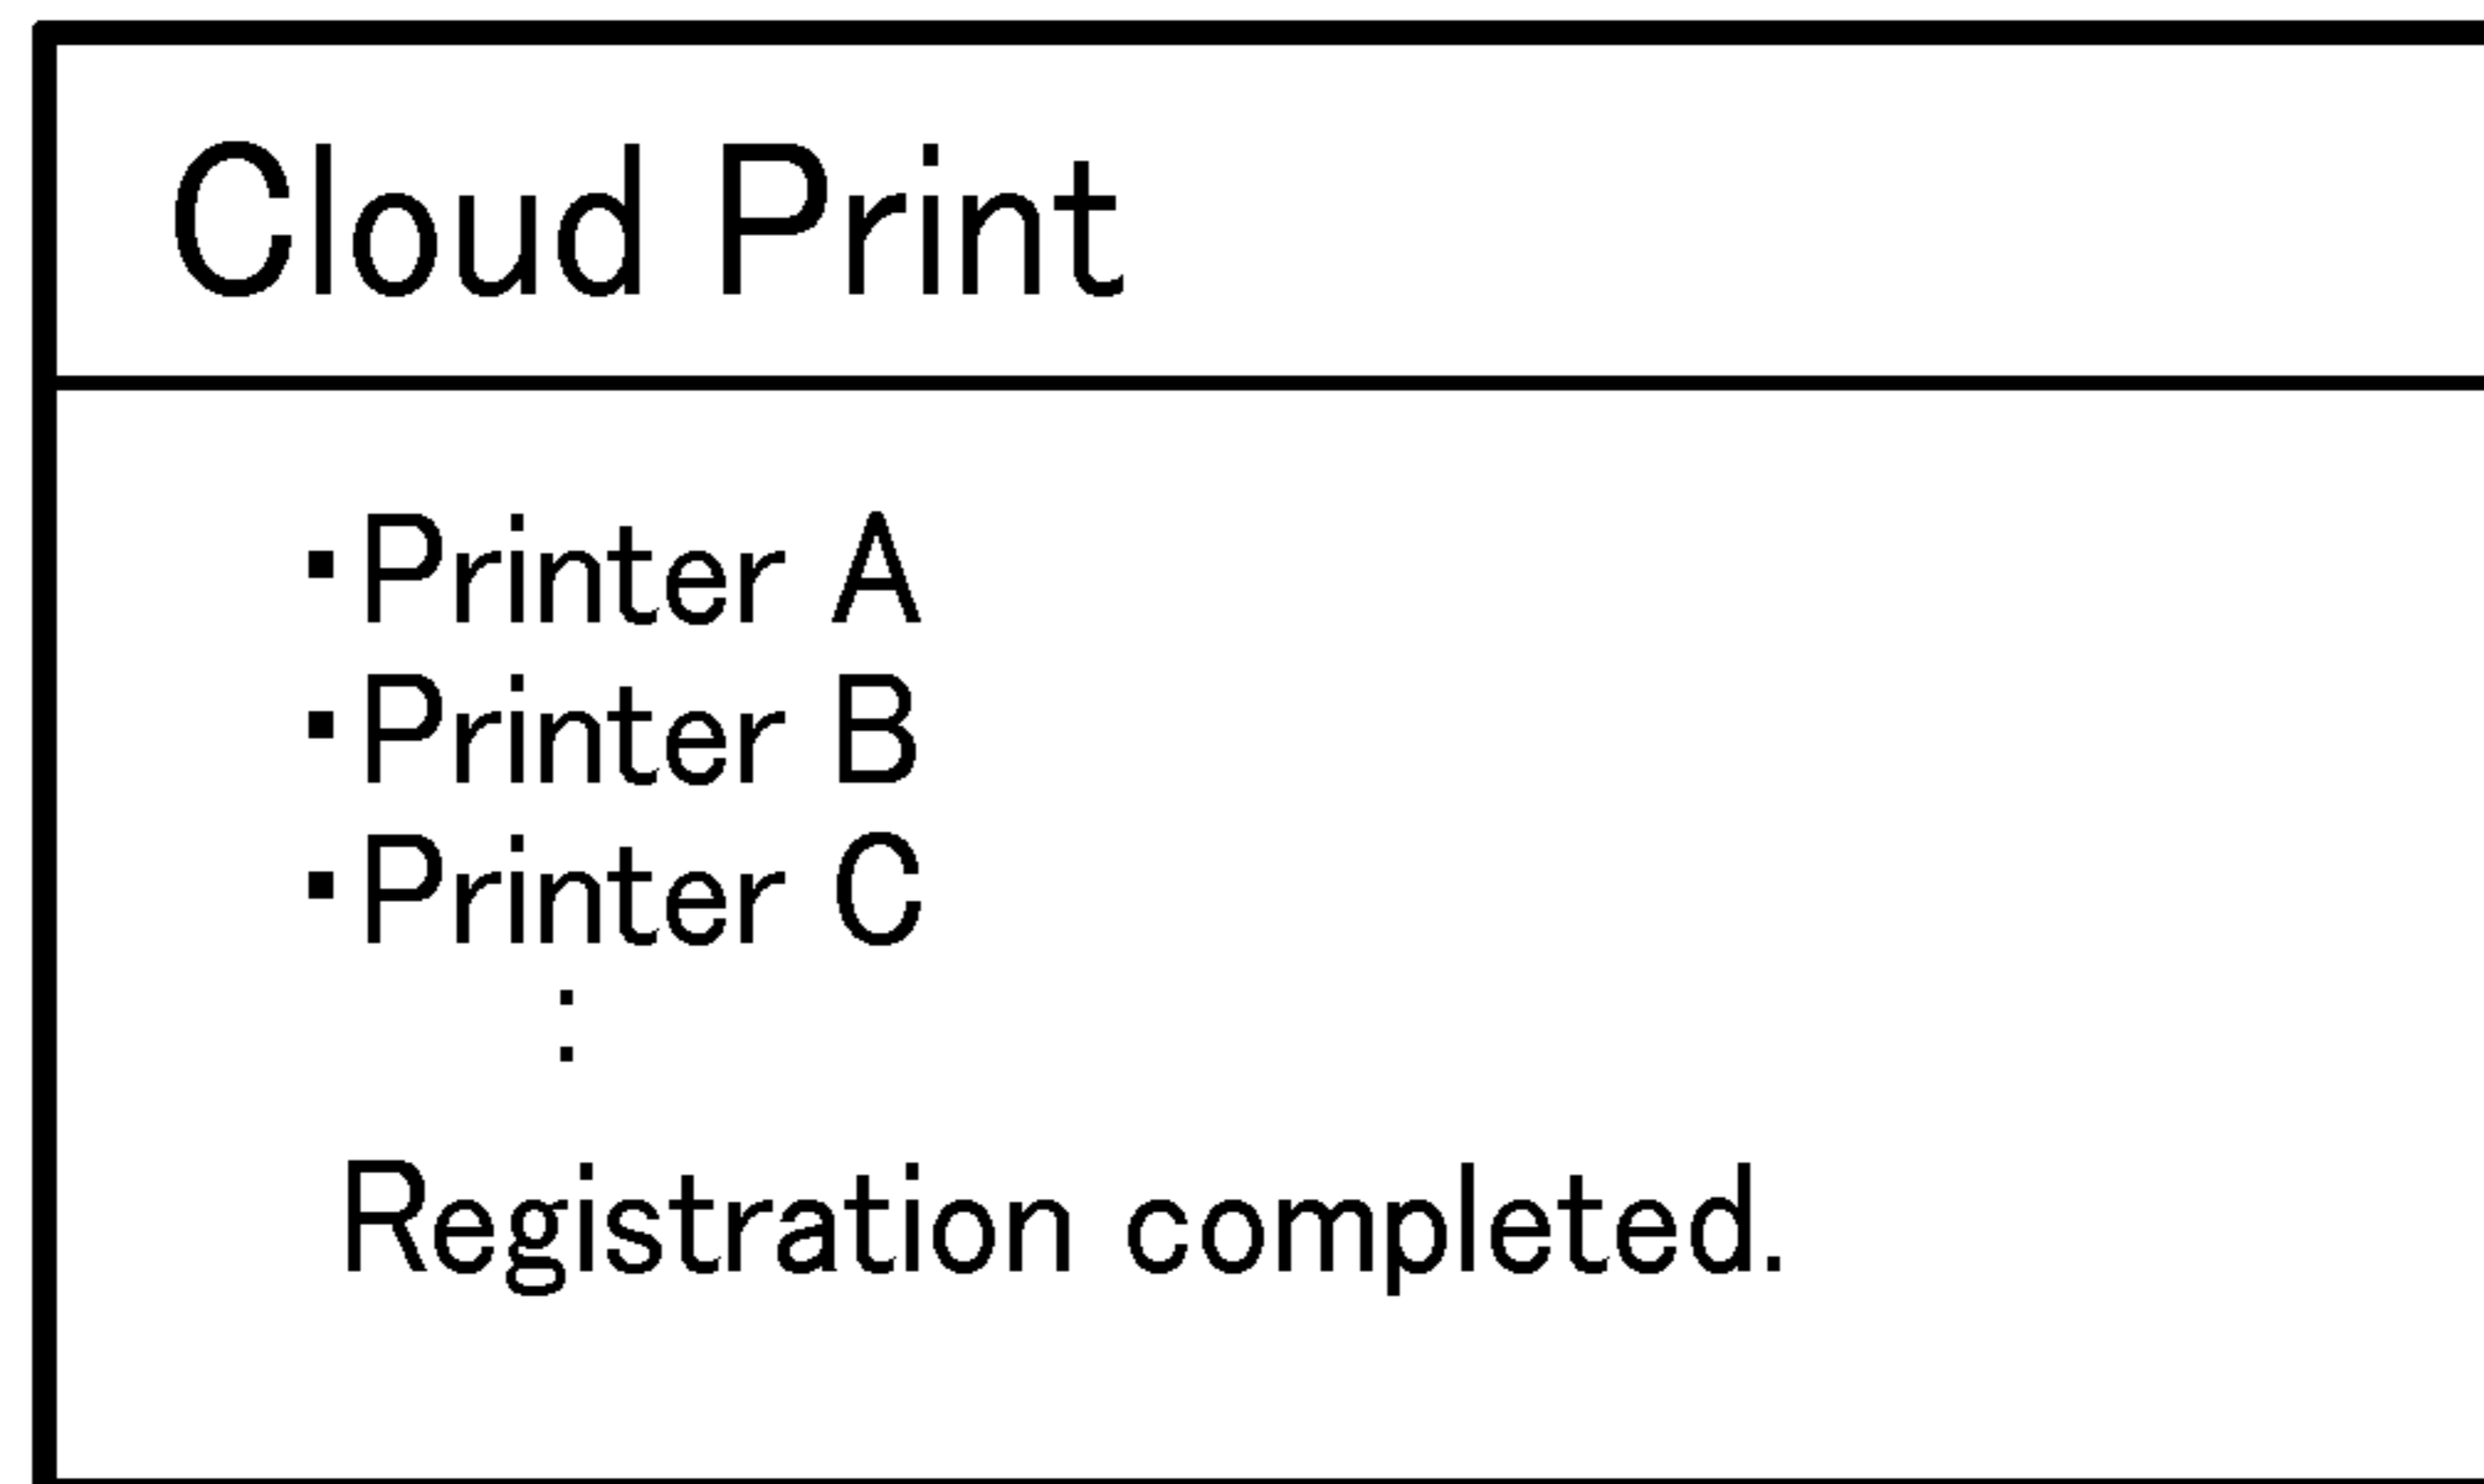 Cloud Print
・Printer A
・Printer B
・Printer C
:
Registration completed.